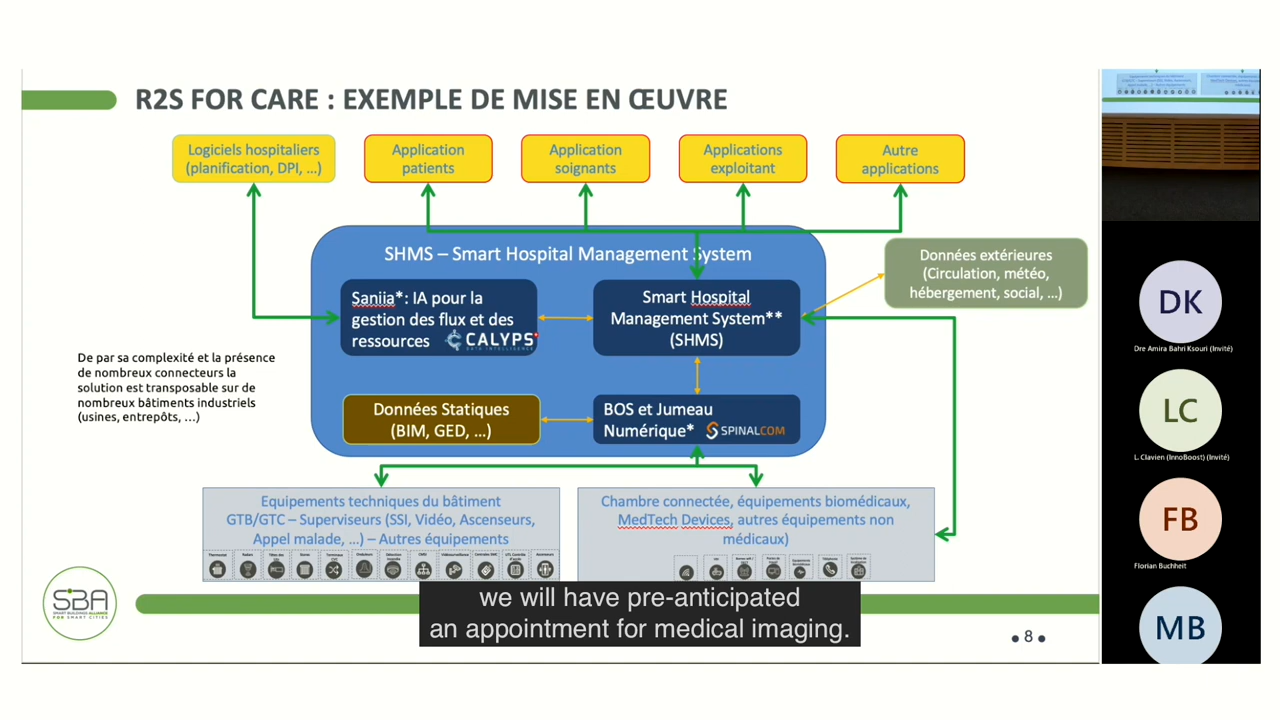 R2S FOR CARE : EXEMPLE DE MISE EN ŒUVRE
Logiciels hospitaliers
(planification, DPI, ...)
Application
patients
Application
soignants
Applications
exploitant
Autre
applications
SHMS – Smart Hospital Management System
Données extérieures
(Circulation, météo,
hébergement, social, ...)
Saniia*: IA pour la
gestion des flux et des
ressources
CALYPS
Smart Hospital
Management System**
(SHMS)
De par sa complexité et la présence
de nombreux connecteurs la
solution est transposable sur de
nombreux bâtiments industriels
(usines, entrepôts, ...)
Données Statiques
(BIM, GED, ...)
BOS et Jumeau
Numérique*
SPINALCOM
Equipements techniques du bâtiment
GTB/GTC – Superviseurs (SSI, Vidéo, Ascenseurs,
Appel malade, ...) – Autres équipements
Chambre connectée, équipements biomédicaux,
MedTech Devices, autres équipements non
médicaux)
SBA
SMART BUILDINGS ALLIANCE
FOR SMART CITIES
we will have pre-anticipated
an appointment for medical imaging.
• 8 •
DK
Dre Amira Bahri Ksouri (Invité)
LC
L. Clavien (InnoBoost) (Invité)
FB
Florian Buchheit
MB